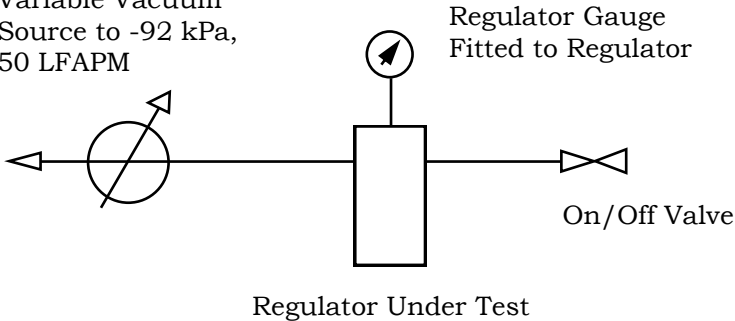 Variable Vacuum
Source to -92 kPa,
50 LFAPM
Regulator Gauge
Fitted to Regulator
On/Off Valve
Regulator Under Test